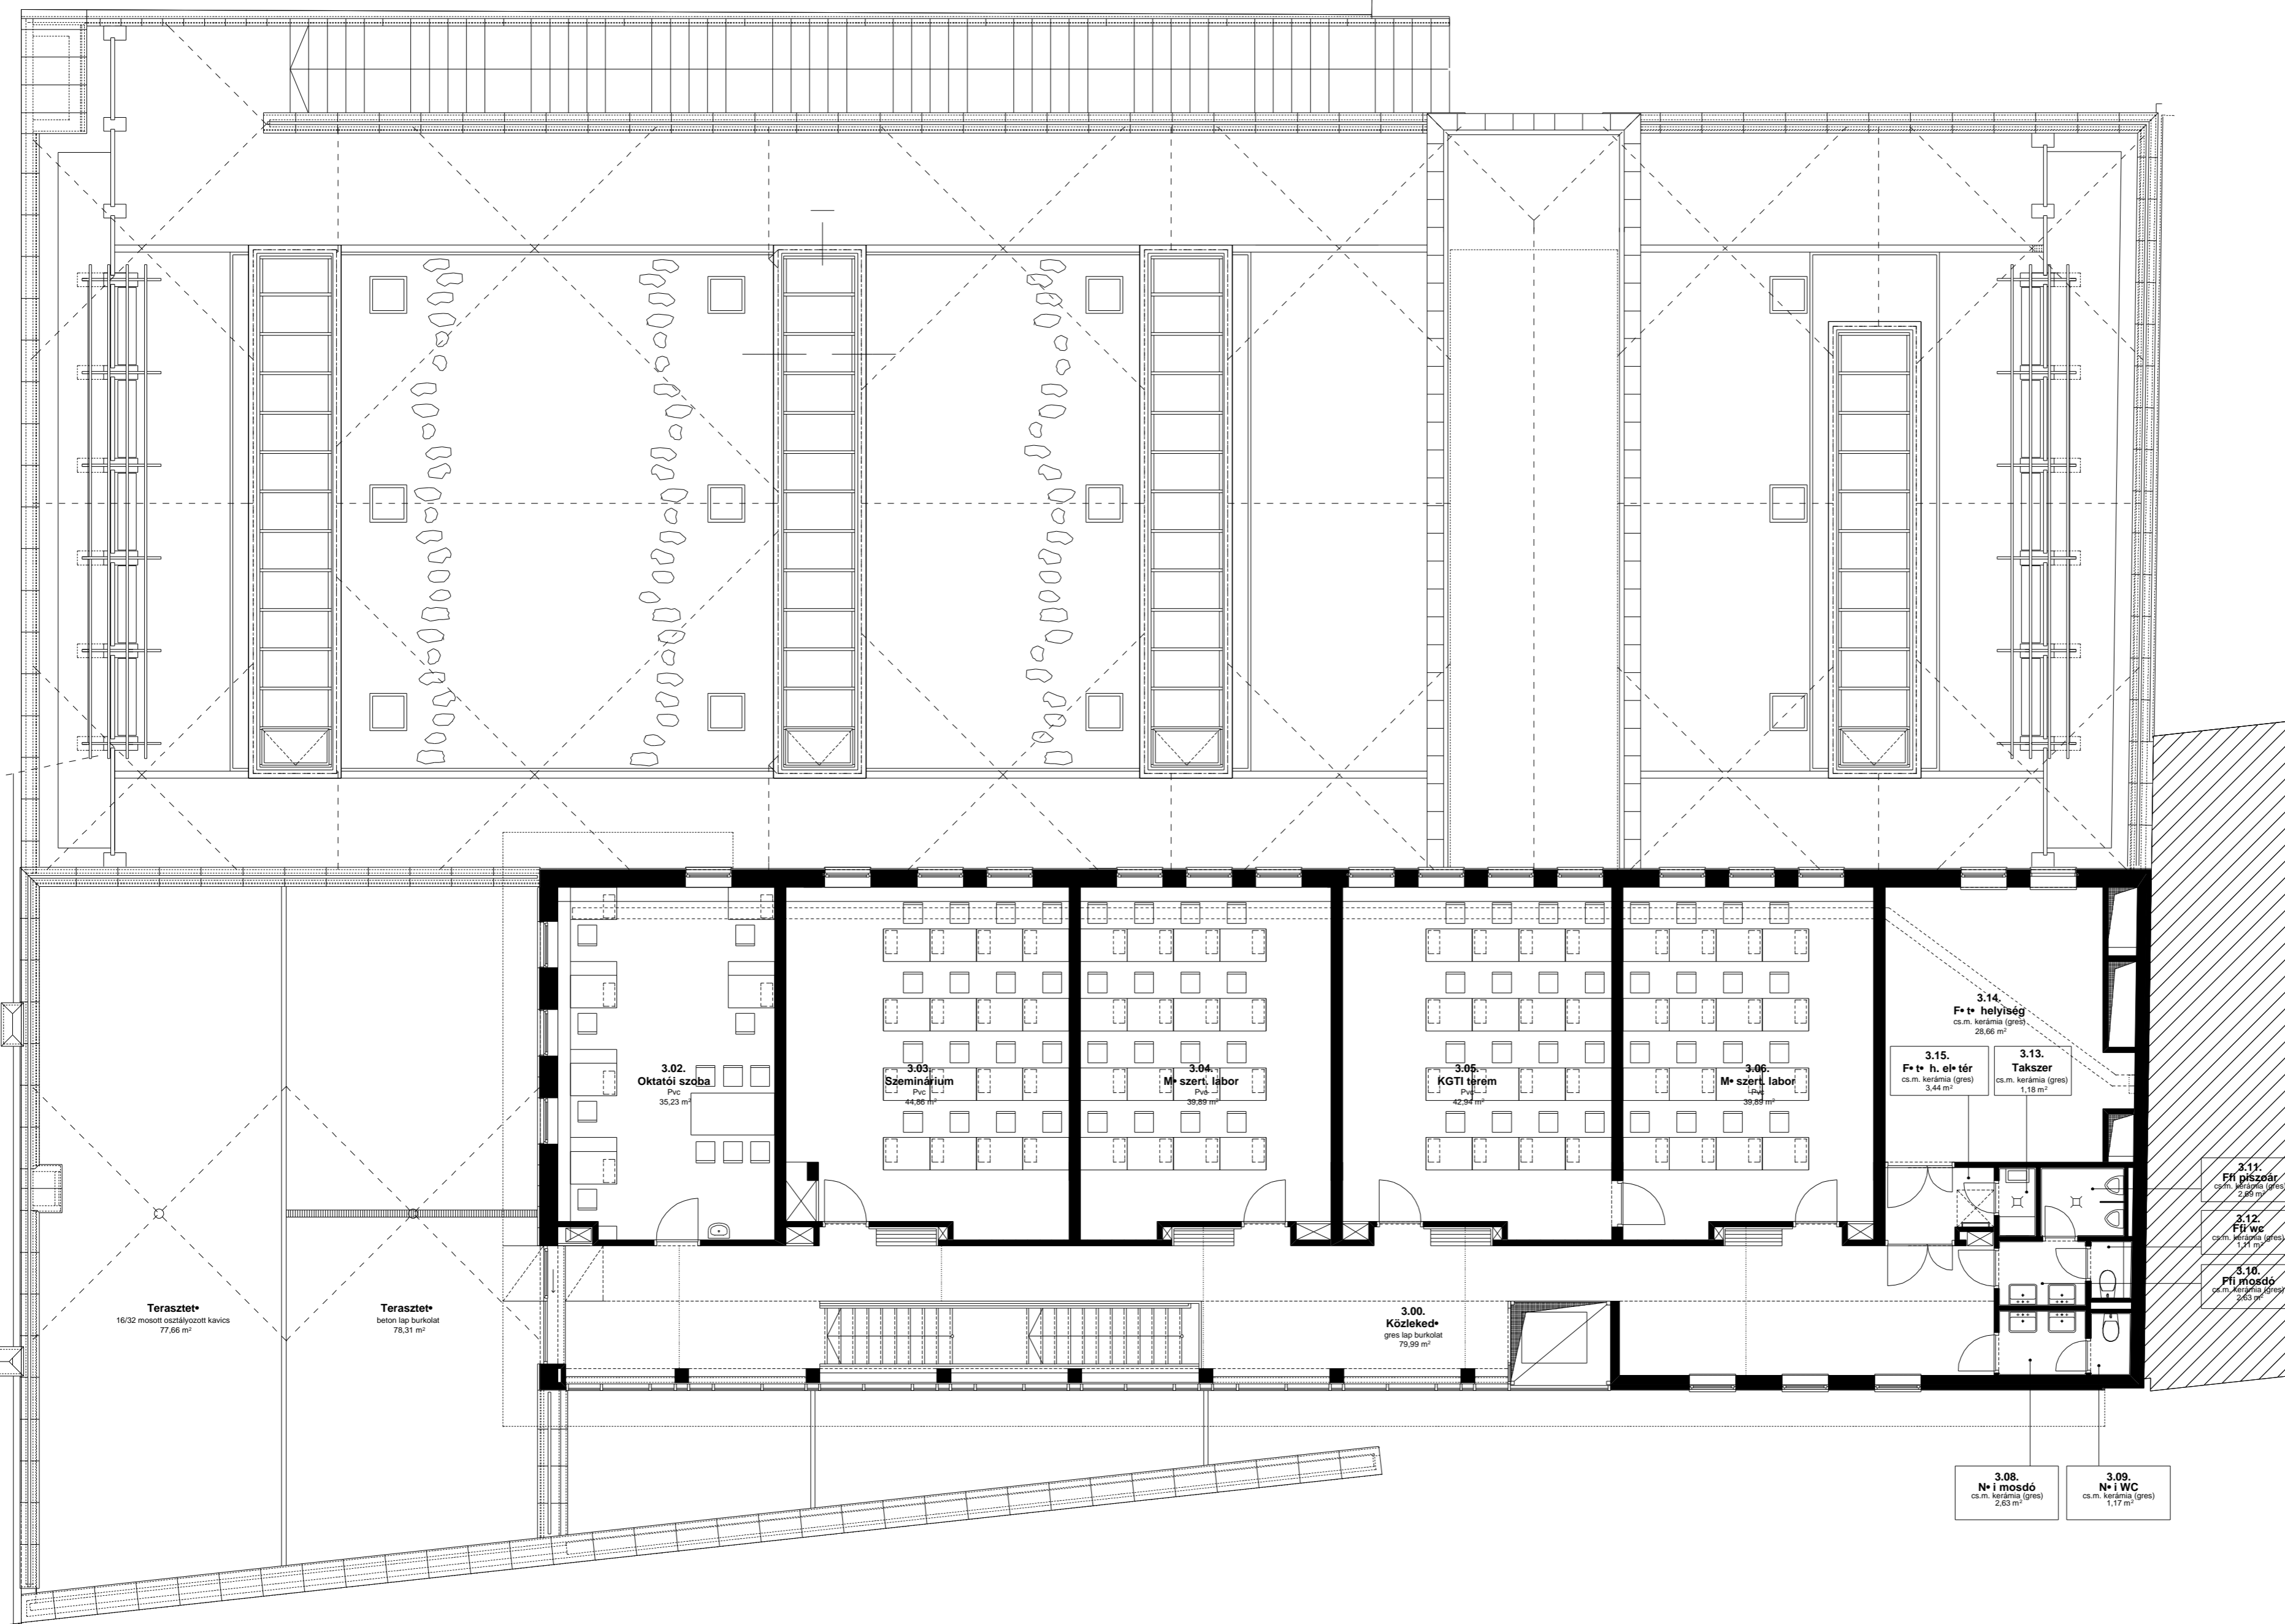 3.02.
Oktatói szoba
Pvc
35,23 m²
3.03.
Szeminárium
Pvc
44,86 m²
3.04.
M• szert. labor
Pvc
39,89 m²
3.05.
KGTI terem
Pvc
42,94 m²
3.06.
M• szert. labor
Pvc
39,89 m²
3.14.
F• t• helyiség
cs.m. kerámia (gres)
28,66 m²
3.15.
F• t• h. el• tér
cs.m. kerámia (gres)
3,44 m²
3.13.
Takszer
cs.m. kerámia (gres)
1,18 m²
3.11.
Ffi piszoár
cs.m. kerámia (gres)
2,69 m²
3.12.
Ffi wc
cs.m. kerámia (gres)
1,11 m²
3.10.
Ffi mosdó
cs.m. kerámia (gres)
2,63 m²
Terasztet•
16/32 mosott osztályozott kavics
77,66 m²
Terasztet•
beton lap burkolat
78,31 m²
3.00.
Közleked•
gres lap burkolat
79,99 m²
3.08.
N• i mosdó
cs.m. kerámia (gres)
2,63 m²
3.09.
N• i WC
cs.m. kerámia (gres)
1,17 m²